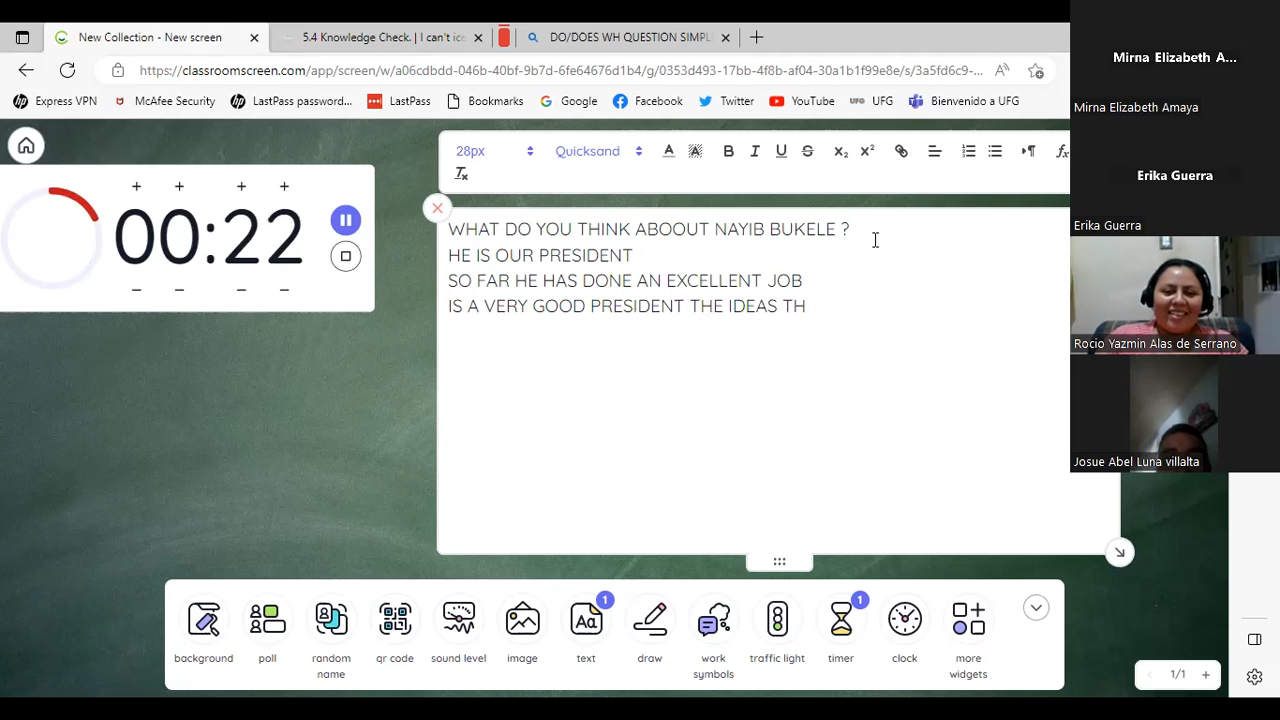 New Collection - New screen
5.4 Knowledge Check. | I can't ice
DO/DOES WH QUESTION SIMPL
https://classroomscreen.com/app/screen/w/a06cbdd-046b-40bf-9b7d-6fe64676d1b4/g/0353d493-17bb-4f8b-af04-30a1b1f99e8e/s/3a5fd6c9-...
Express VPN
McAfee Security
LastPass password...
LastPass
Bookmarks
Google
Facebook
Twitter
YouTube
UFG
Bienvenido a UFG
28px
Quicksand
00:22
WHAT DO YOU THINK ABOOUT NAYIB BUKELE ?
HE IS OUR PRESIDENT
SO FAR HE HAS DONE AN EXCELLENT JOB
IS A VERY GOOD PRESIDENT THE IDEAS TH
Mirna Elizabeth A...
Mirna Elizabeth Amaya
Erika Guerra
Erika Guerra
Rocio Yazmin Alas de Serrano
Josue Abel Luna villalta
background
poll
random name
qr code
sound level
image
text
1
draw
work symbols
traffic light
timer
1
clock
more widgets
1/1